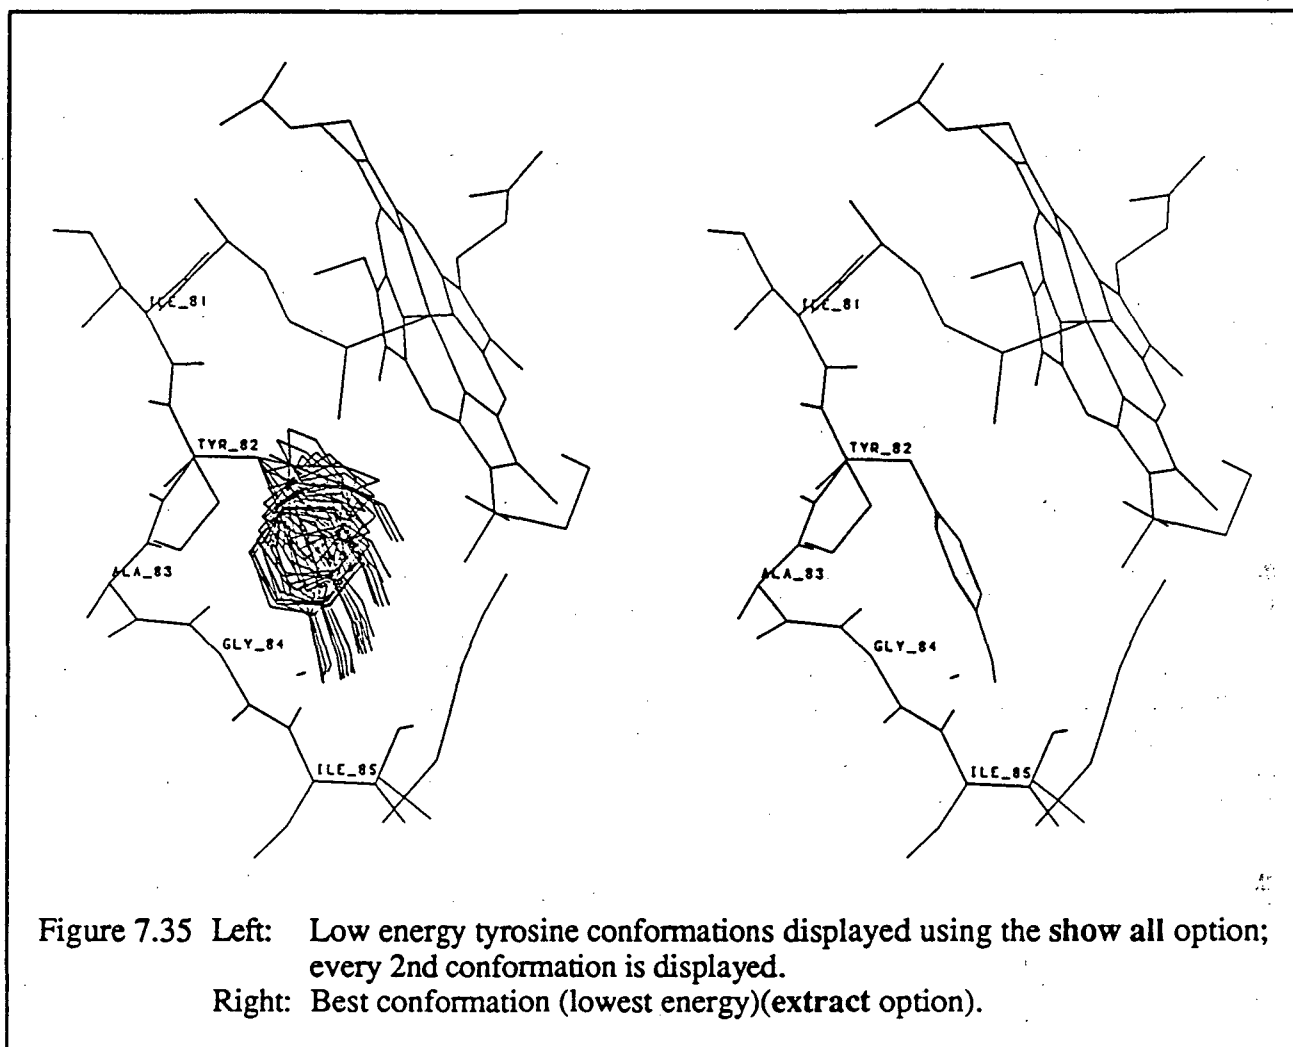 ILE_81
ILE_81
TYR_82
TYR_82
ALA_83
ALA_83
GLY_84
GLY_84
ILE_85
ILE_85
Figure 7.35 Left: Low energy tyrosine conformations displayed using the show all option;
every 2nd conformation is displayed.
Right: Best conformation (lowest energy)(extract option).